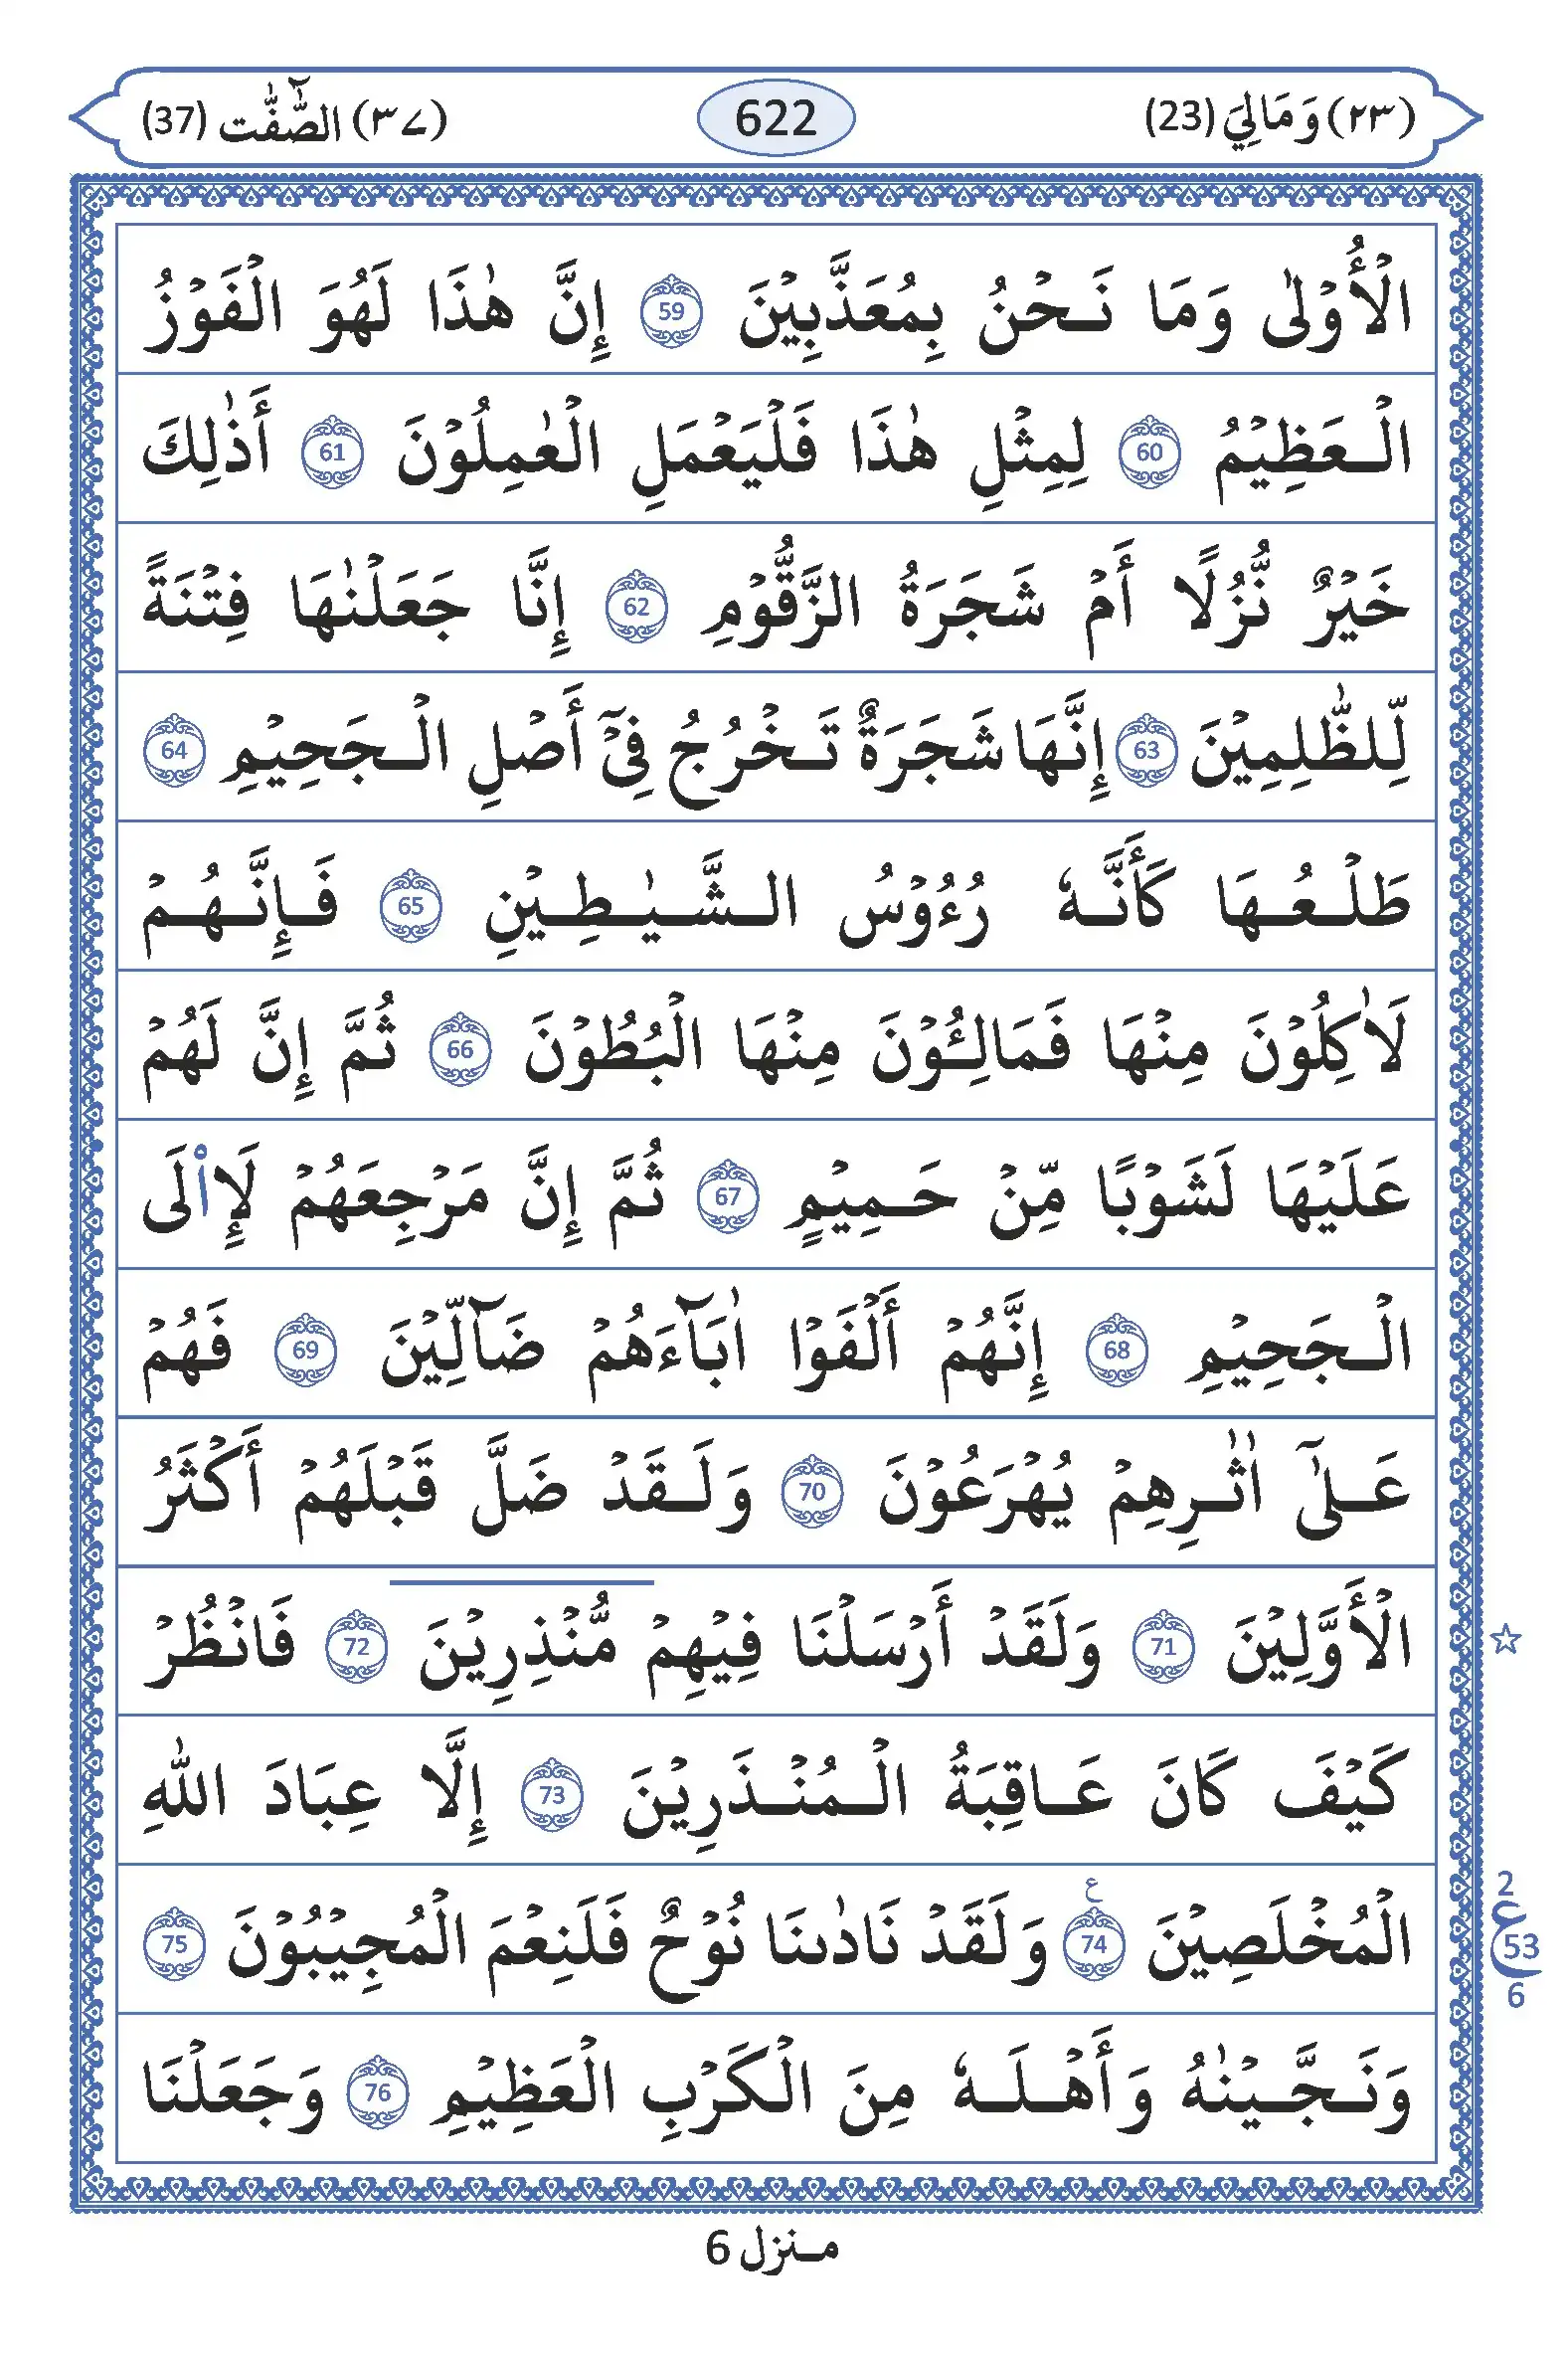 (٢٣) وَمَالِيَ (23) 622 (٣٧) الصّٰٓفّٰت (37)
الْأُوْلٰى وَمَا نَحْنُ بِمُعَذَّبِيْنَ 59 إِنَّ هٰذَا لَهُوَ الْفَوْزُ
الْعَظِيْمُ 60 لِمِثْلِ هٰذَا فَلْيَعْمَلِ الْعٰمِلُوْنَ 61 أَذٰلِكَ
خَيْرٌ نُّزُلًا أَمْ شَجَرَةُ الزَّقُّوْمِ 62 إِنَّا جَعَلْنٰهَا فِتْنَةً
لِّلظّٰلِمِيْنَ 63 إِنَّهَا شَجَرَةٌ تَخْرُجُ فِيْٓ أَصْلِ الْجَحِيْمِ 64
طَلْعُهَا كَأَنَّهٗ رُءُوْسُ الشَّيٰطِيْنِ 65 فَإِنَّهُمْ
لَاٰكِلُوْنَ مِنْهَا فَمَالِـُٔوْنَ مِنْهَا الْبُطُوْنَ 66 ثُمَّ إِنَّ لَهُمْ
عَلَيْهَا لَشَوْبًا مِّنْ حَمِيْمٍ 67 ثُمَّ إِنَّ مَرْجِعَهُمْ لَإِا۟لَى
الْجَحِيْمِ 68 إِنَّهُمْ أَلْفَوْا اٰبَآءَهُمْ ضَآلِّيْنَ 69 فَهُمْ
عَلٰٓى اٰثٰرِهِمْ يُهْرَعُوْنَ 70 وَلَقَدْ ضَلَّ قَبْلَهُمْ أَكْثَرُ
الْأَوَّلِيْنَ 71 وَلَقَدْ أَرْسَلْنَا فِيْهِمْ مُّنْذِرِيْنَ 72 فَانْظُرْ
كَيْفَ كَانَ عَاقِبَةُ الْمُنْذَرِيْنَ 73 إِلَّا عِبَادَ اللّٰهِ
الْمُخْلَصِيْنَ 74 ع وَلَقَدْ نَادٰىنَا نُوْحٌ فَلَنِعْمَ الْمُجِيْبُوْنَ 75
2 ع 53 6
وَنَجَّيْنٰهُ وَأَهْلَهٗ مِنَ الْكَرْبِ الْعَظِيْمِ 76 وَجَعَلْنَا
منزل 6